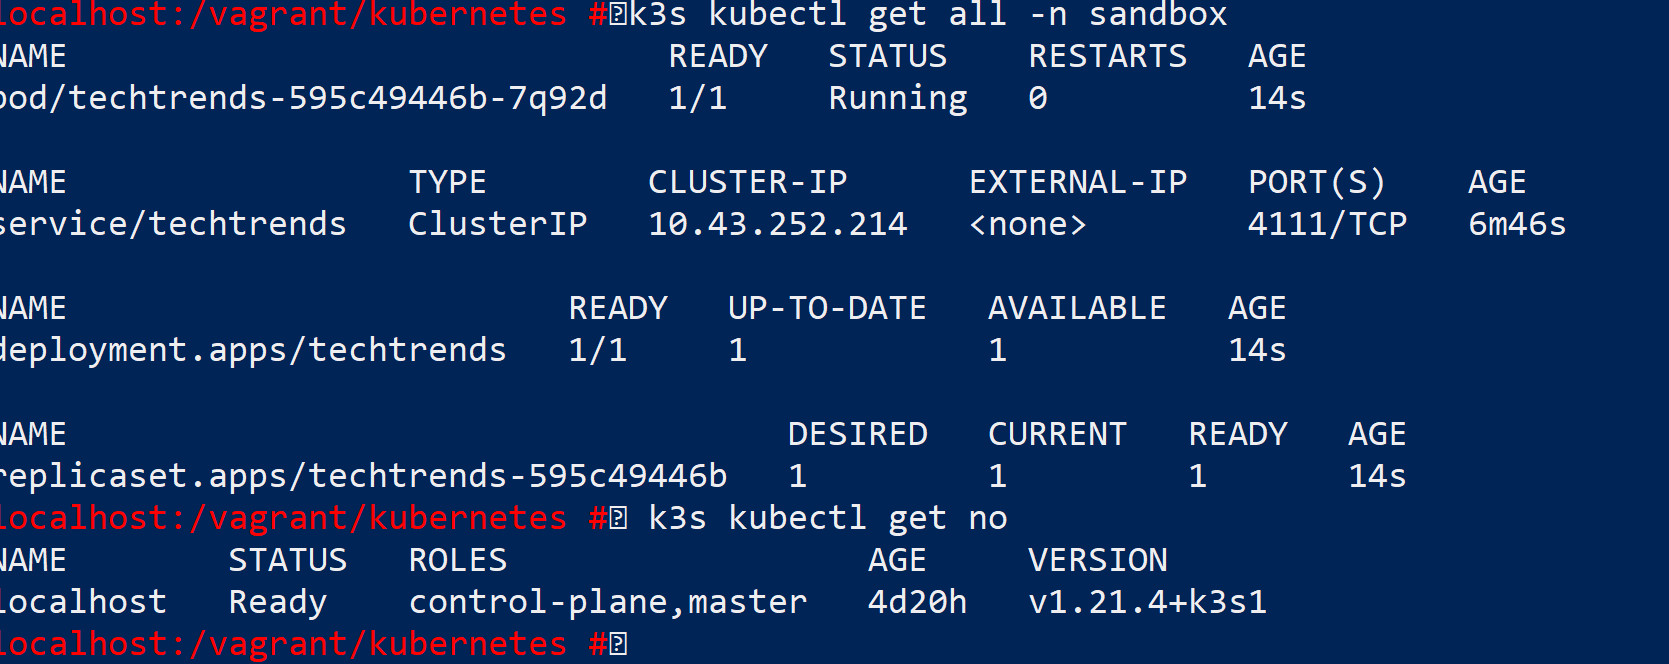 localhost:/vagrant/kubernetes # k3s kubectl get all -n sandbox
NAME READY STATUS RESTARTS AGE
pod/techtrends-595c49446b-7q92d 1/1 Running 0 14s
NAME TYPE CLUSTER-IP EXTERNAL-IP PORT(S) AGE
service/techtrends ClusterIP 10.43.252.214 <none> 4111/TCP 6m46s
NAME READY UP-TO-DATE AVAILABLE AGE
deployment.apps/techtrends 1/1 1 1 14s
NAME DESIRED CURRENT READY AGE
replicaset.apps/techtrends-595c49446b 1 1 1 14s
localhost:/vagrant/kubernetes # k3s kubectl get no
NAME STATUS ROLES AGE VERSION
localhost Ready control-plane,master 4d20h v1.21.4+k3s1
localhost:/vagrant/kubernetes #